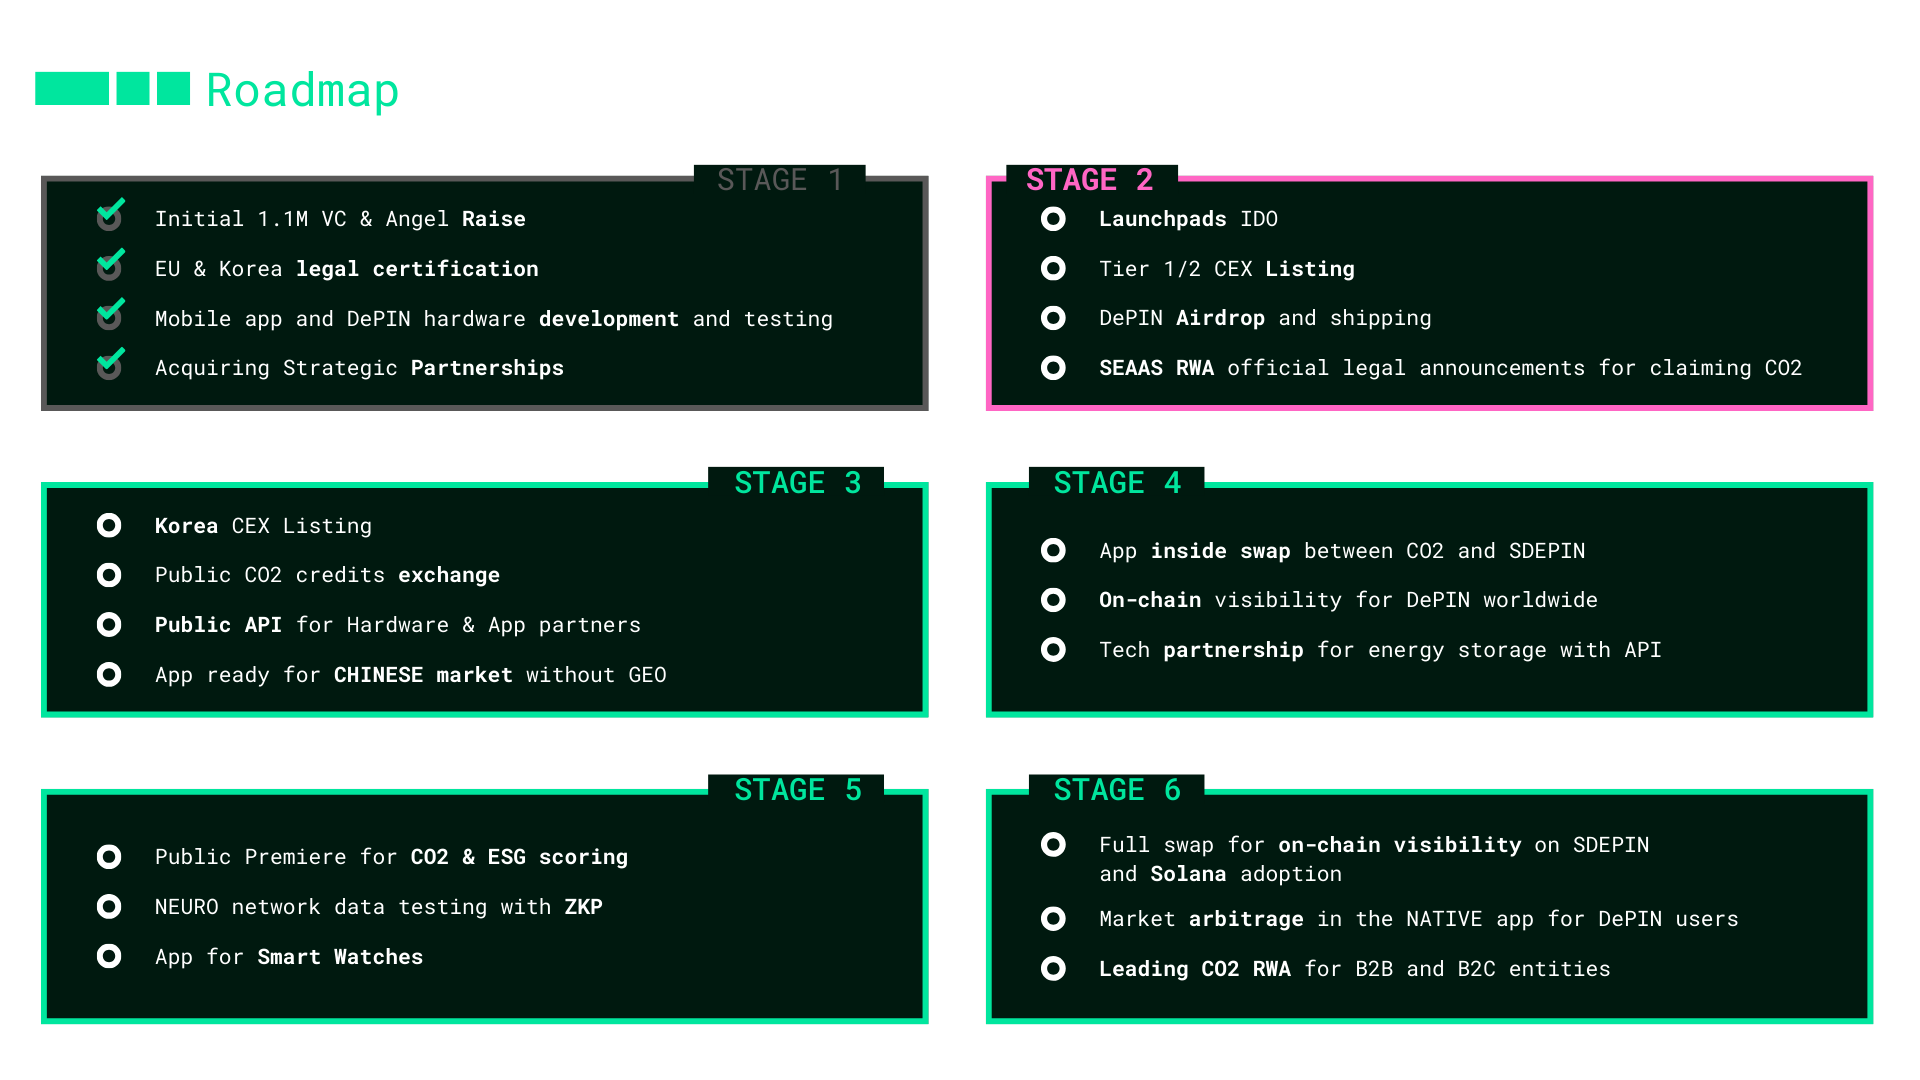 Roadmap
STAGE 1
Initial 1.1M VC & Angel Raise
EU & Korea legal certification
Mobile app and DePIN hardware development and testing
Acquiring Strategic Partnerships
STAGE 2
Launchpads IDO
Tier 1/2 CEX Listing
DePIN Airdrop and shipping
SEAAS RWA official legal announcements for claiming CO2
STAGE 3
Korea CEX Listing
Public CO2 credits exchange
Public API for Hardware & App partners
App ready for CHINESE market without GEO
STAGE 4
App inside swap between CO2 and SDEPIN
On-chain visibility for DePIN worldwide
Tech partnership for energy storage with API
STAGE 5
Public Premiere for CO2 & ESG scoring
NEURO network data testing with ZKP
App for Smart Watches
STAGE 6
Full swap for on-chain visibility on SDEPIN
and Solana adoption
Market arbitrage in the NATIVE app for DePIN users
Leading CO2 RWA for B2B and B2C entities